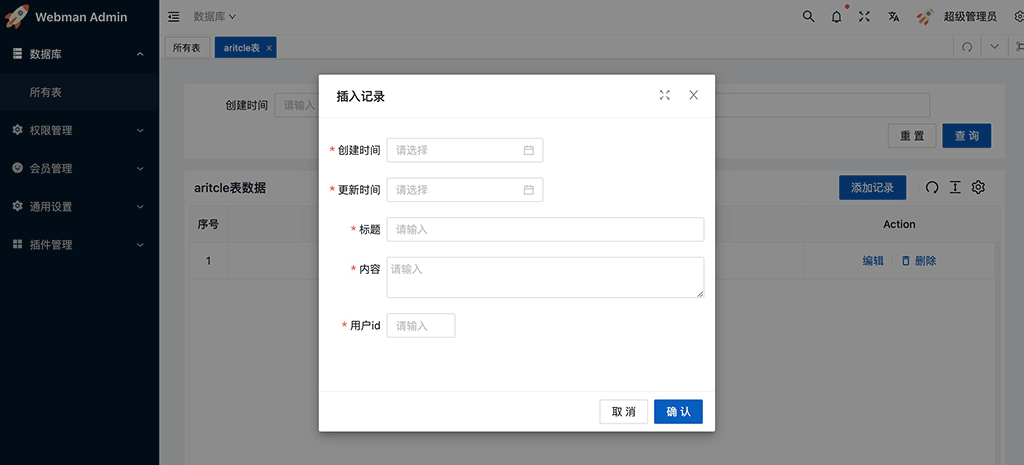 Webman Admin
数据库
超级管理员
所有表
aritcle表
数据库
所有表
权限管理
会员管理
通用设置
插件管理
创建时间
请输入
重 置
查 询
aritcle表数据
添加记录
序号
Action
1
编辑
删除
插入记录
* 创建时间
请选择
* 更新时间
请选择
* 标题
请输入
* 内容
请输入
* 用户id
请输入
取 消
确 认